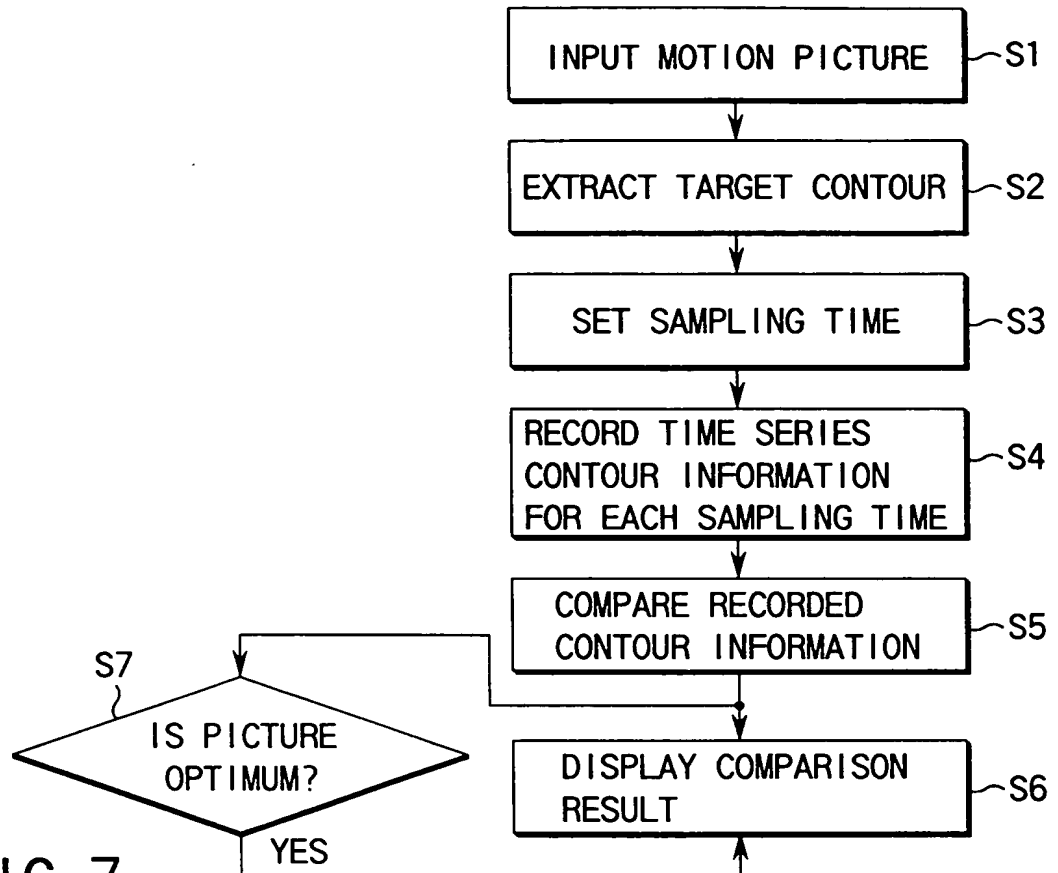 INPUT MOTION PICTURE
S1
EXTRACT TARGET CONTOUR
S2
SET SAMPLING TIME
S3
RECORD TIME SERIES
CONTOUR INFORMATION
FOR EACH SAMPLING TIME
S4
COMPARE RECORDED
CONTOUR INFORMATION
S5
S7
IS PICTURE
OPTIMUM?
YES
DISPLAY COMPARISON
RESULT
S6